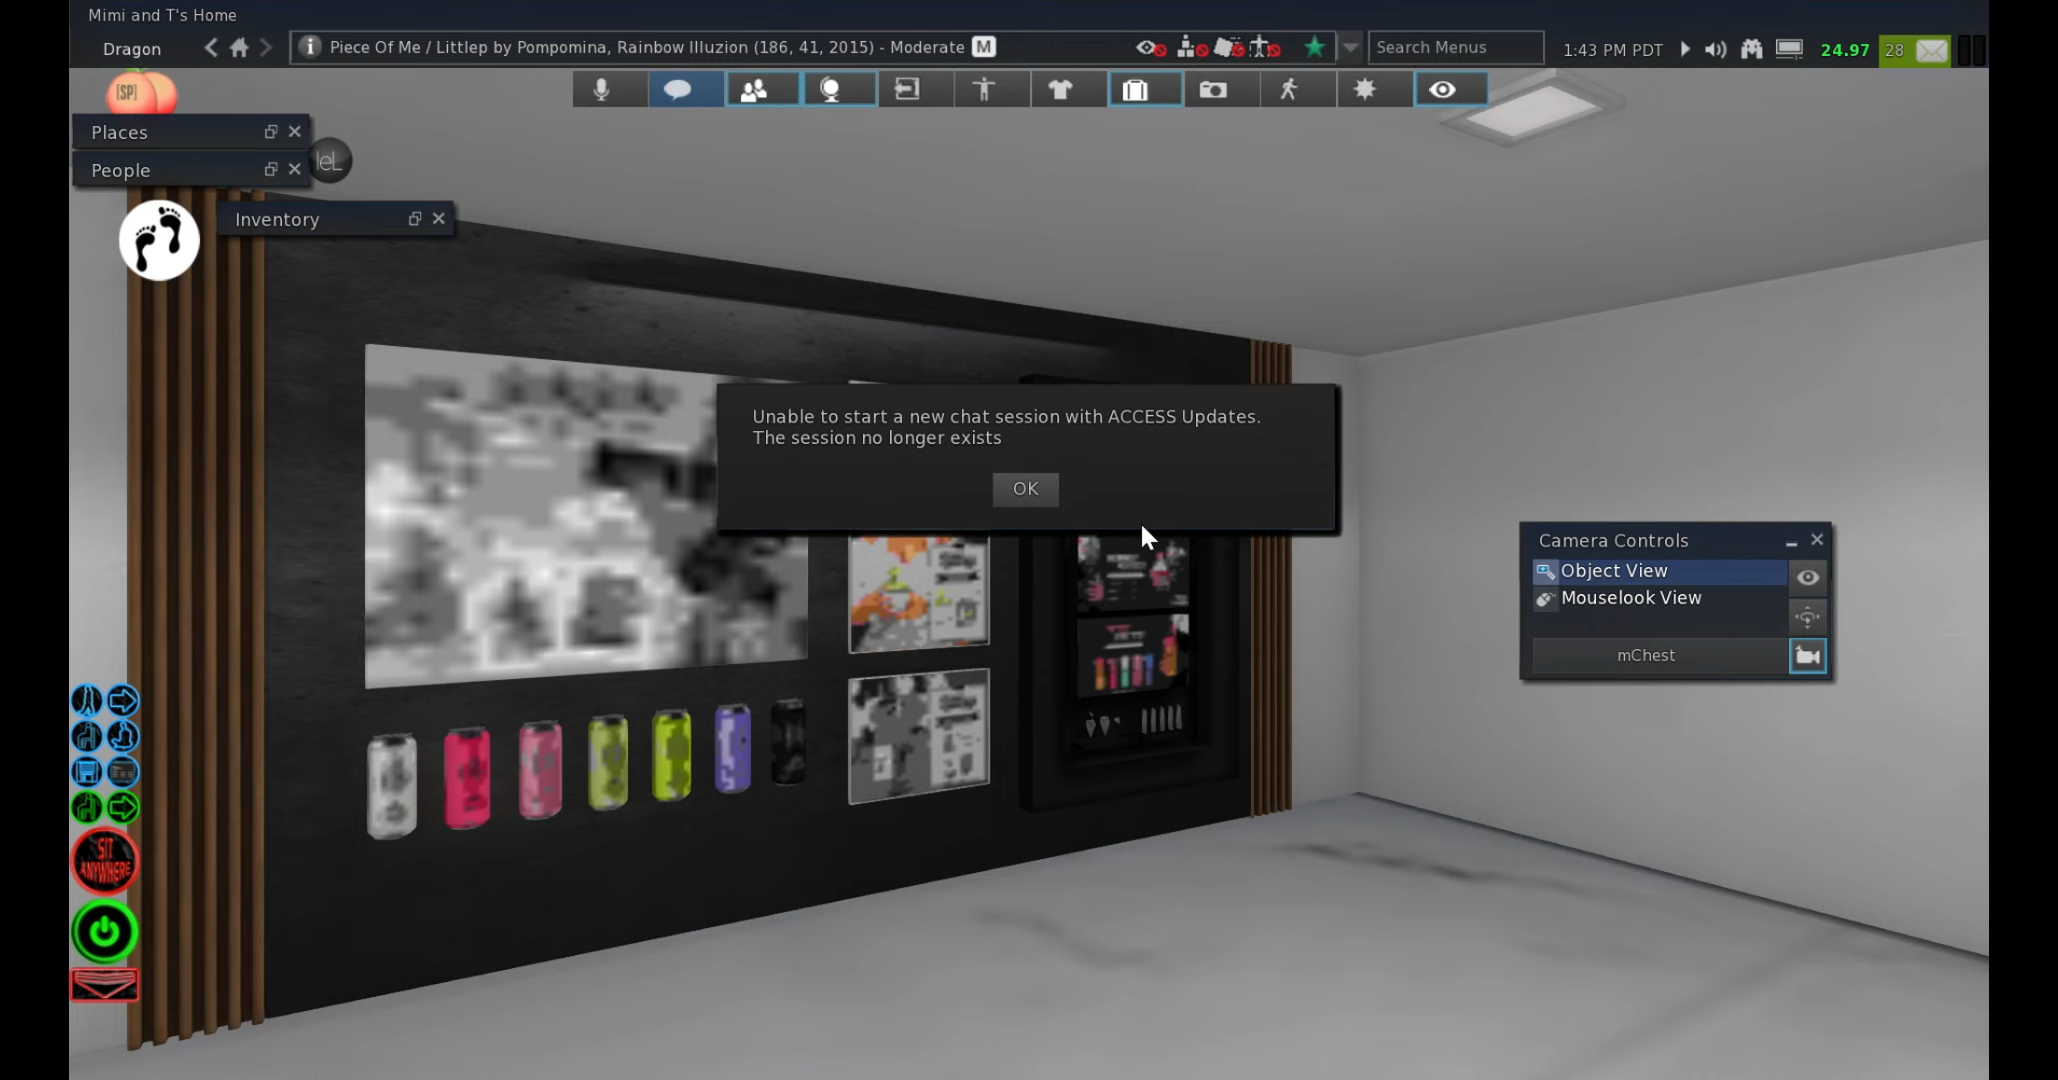 Mimi and T's Home
Dragon
Piece Of Me / Littlep by Pompomina, Rainbow Illuzion (186, 41, 2015) - Moderate M
Search Menus
1:43 PM PDT
24.97
28
[SP]
Places
People
leL
Inventory
Unable to start a new chat session with ACCESS Updates.
The session no longer exists
OK
Camera Controls
Object View
Mouselook View
mChest
SIT
ANYWHERE